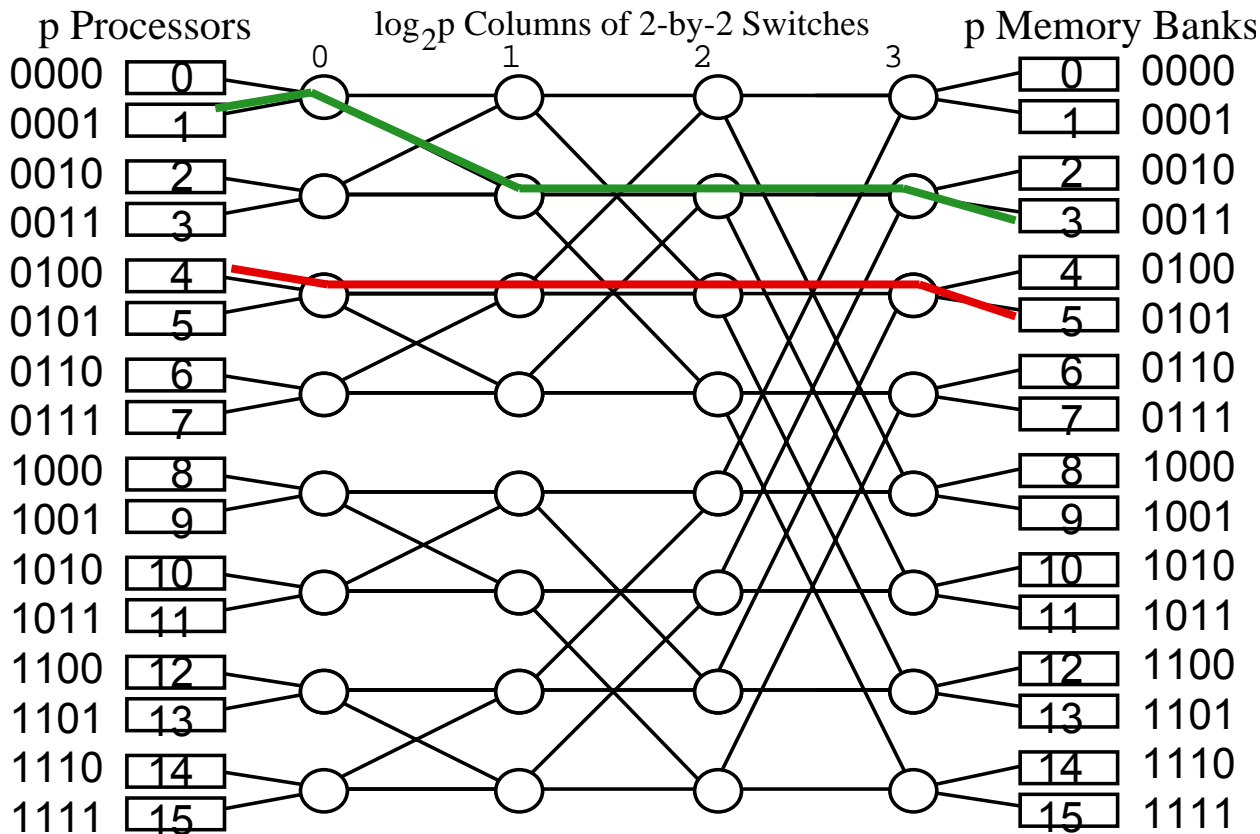 p Processors log2p Columns of 2-by-2 Switches p Memory Banks
0 1 2 3
0000 0 0 0000
0001 1 1 0001
0010 2 2 0010
0011 3 3 0011
0100 4 4 0100
0101 5 5 0101
0110 6 6 0110
0111 7 7 0111
1000 8 8 1000
1001 9 9 1001
1010 10 10 1010
1011 11 11 1011
1100 12 12 1100
1101 13 13 1101
1110 14 14 1110
1111 15 15 1111